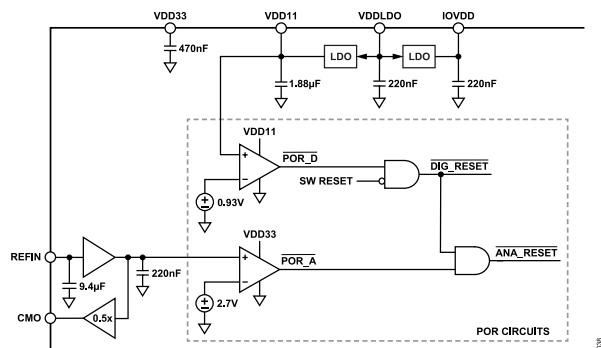 VDD33
VDD11
VDDLDO
IOVDD
470nF
LDO
LDO
1.88µF
220nF
220nF
VDD11
POR_D
DIG_RESET
SW RESET
0.93V
VDD33
REFIN
POR_A
ANA_RESET
220nF
9.4µF
CMO
0.5x
2.7V
POR CIRCUITS